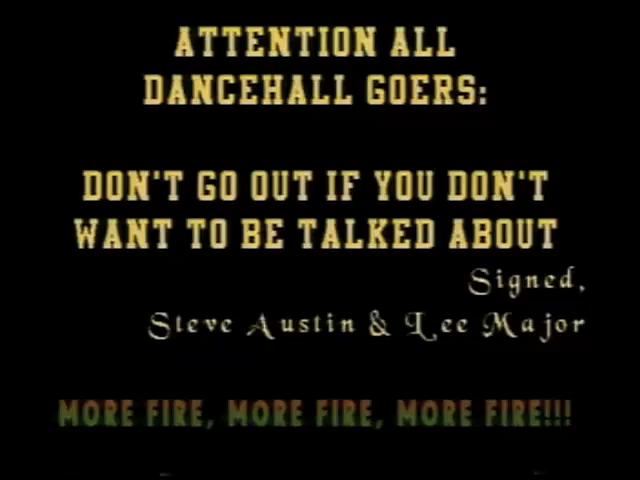 ATTENTION ALL
DANCEHALL GOERS:
DON'T GO OUT IF YOU DON'T
WANT TO BE TALKED ABOUT
Signed,
Steve Austin & Lee Major
MORE FIRE, MORE FIRE, MORE FIRE!!!